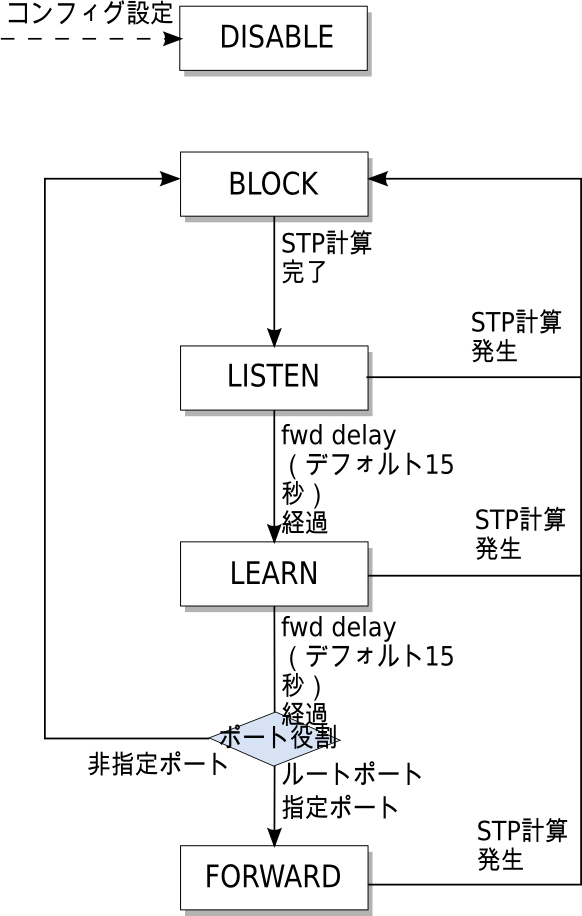 コンフィグ設定
DISABLE
BLOCK
STP計算
完了
STP計算
発生
LISTEN
fwd delay
( デフォルト15
秒 )
経過
STP計算
発生
LEARN
fwd delay
( デフォルト15
秒 )
経過
ポート役割
非指定ポート
ルートポート
指定ポート
STP計算
発生
FORWARD